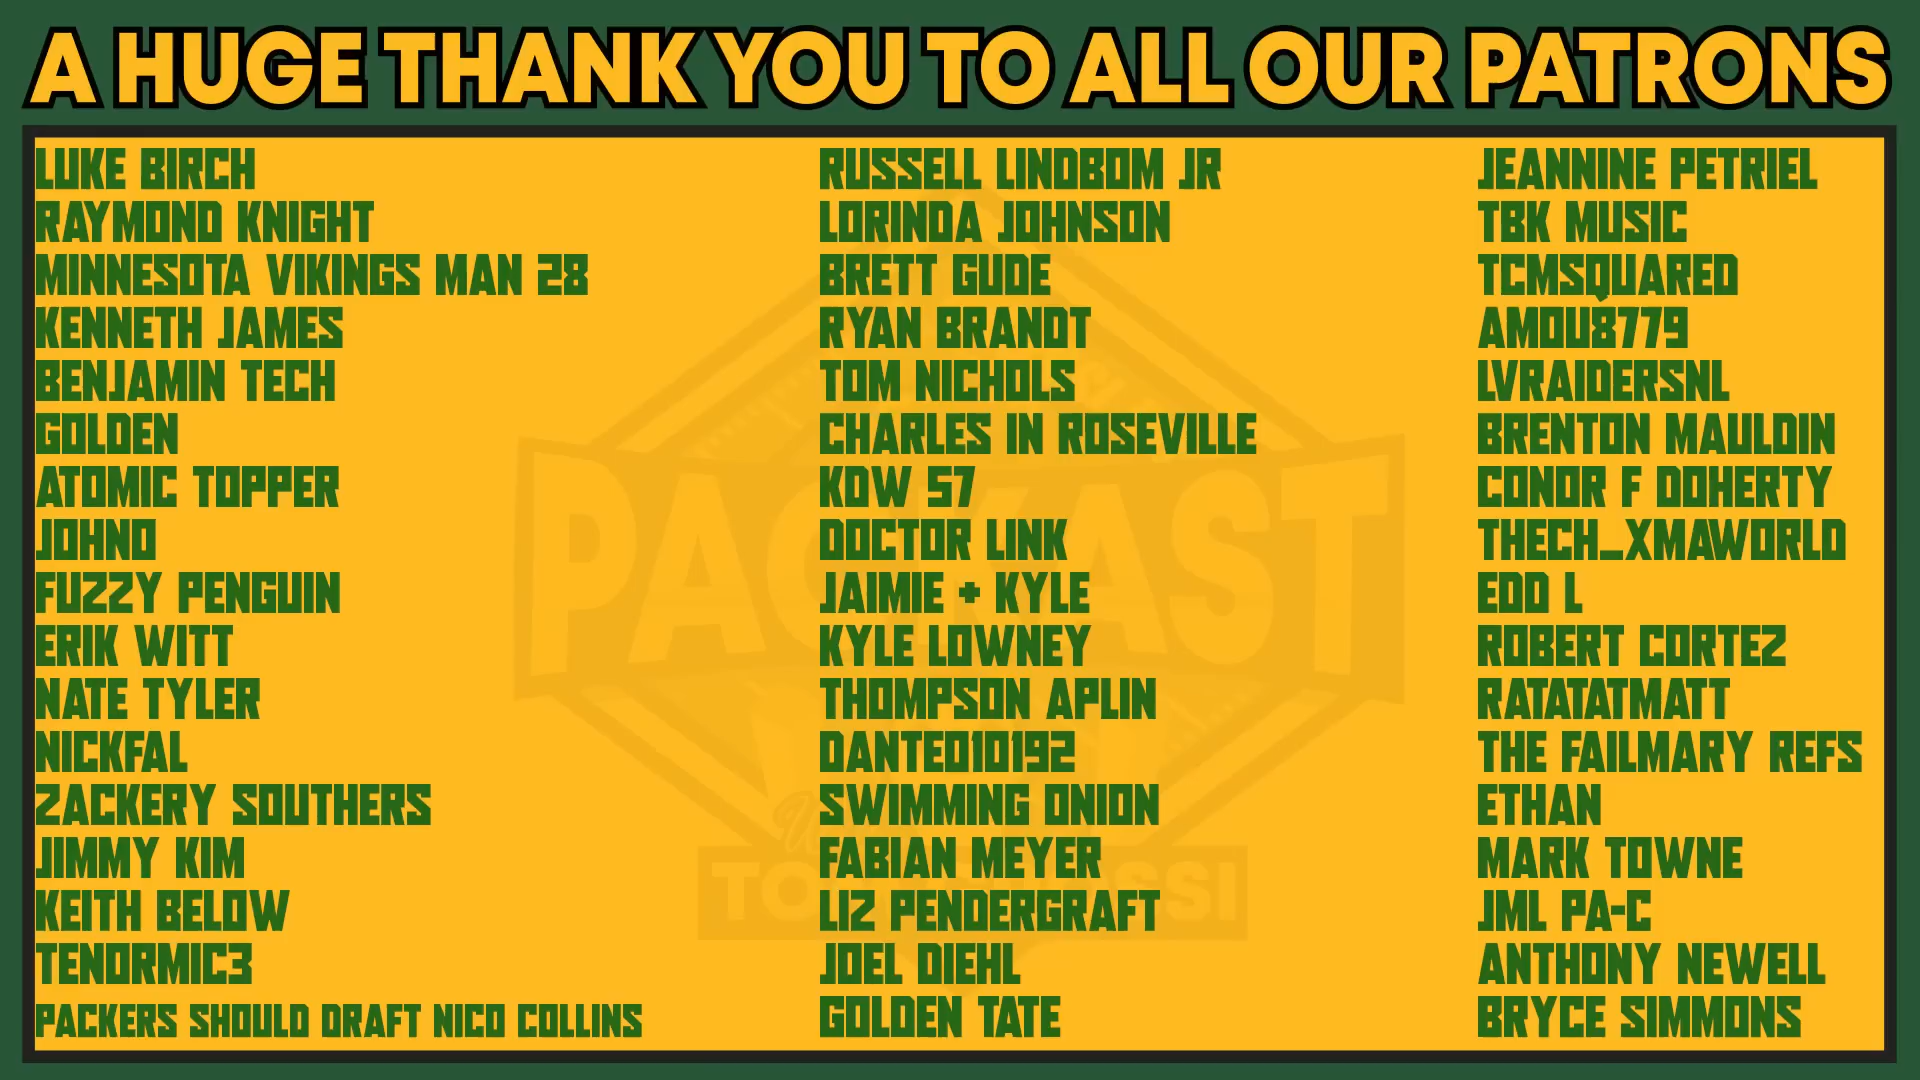 A HUGE THANK YOU TO ALL OUR PATRONS
LUKE BIRCH
RAYMOND KNIGHT
MINNESOTA VIKINGS MAN 28
KENNETH JAMES
BENJAMIN TECH
GOLDEN
ATOMIC TOPPER
JOHNO
FUZZY PENGUIN
ERIK WITT
NATE TYLER
NICKFAL
ZACKERY SOUTHERS
JIMMY KIM
KEITH BELOW
TENORMIC3
PACKERS SHOULD DRAFT NICO COLLINS
RUSSELL LINDBOM JR
LORINDA JOHNSON
BRETT GUDE
RYAN BRANDT
TOM NICHOLS
CHARLES IN ROSEVILLE
KDW 57
DOCTOR LINK
JAIMIE + KYLE
KYLE LOWNEY
THOMPSON APLIN
DANTE010192
SWIMMING ONION
FABIAN MEYER
LIZ PENDERGRAFT
JOEL DIEHL
GOLDEN TATE
JEANNINE PETRIEL
TBK MUSIC
TCMSQUARED
AMOU8779
LVRAIDERSNL
BRENTON MAULDIN
CONOR F DOHERTY
THECH_XMAWORLD
EDD L
ROBERT CORTEZ
RATATATMATT
THE FAILMARY REFS
ETHAN
MARK TOWNE
JML PA-C
ANTHONY NEWELL
BRYCE SIMMONS
PACKAST